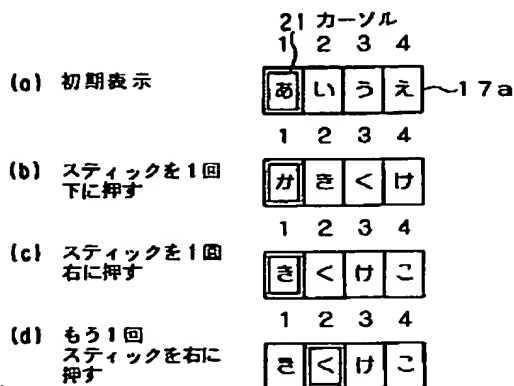 21 カーソル
1 2 3 4
(a) 初期表示
あ い う え 17a
1 2 3 4
(b) スティックを1回
下に押す
か き く け
1 2 3 4
(c) スティックを1回
右に押す
き く け こ
1 2 3 4
(d) もう1回
スティックを右に
押す
き く け こ